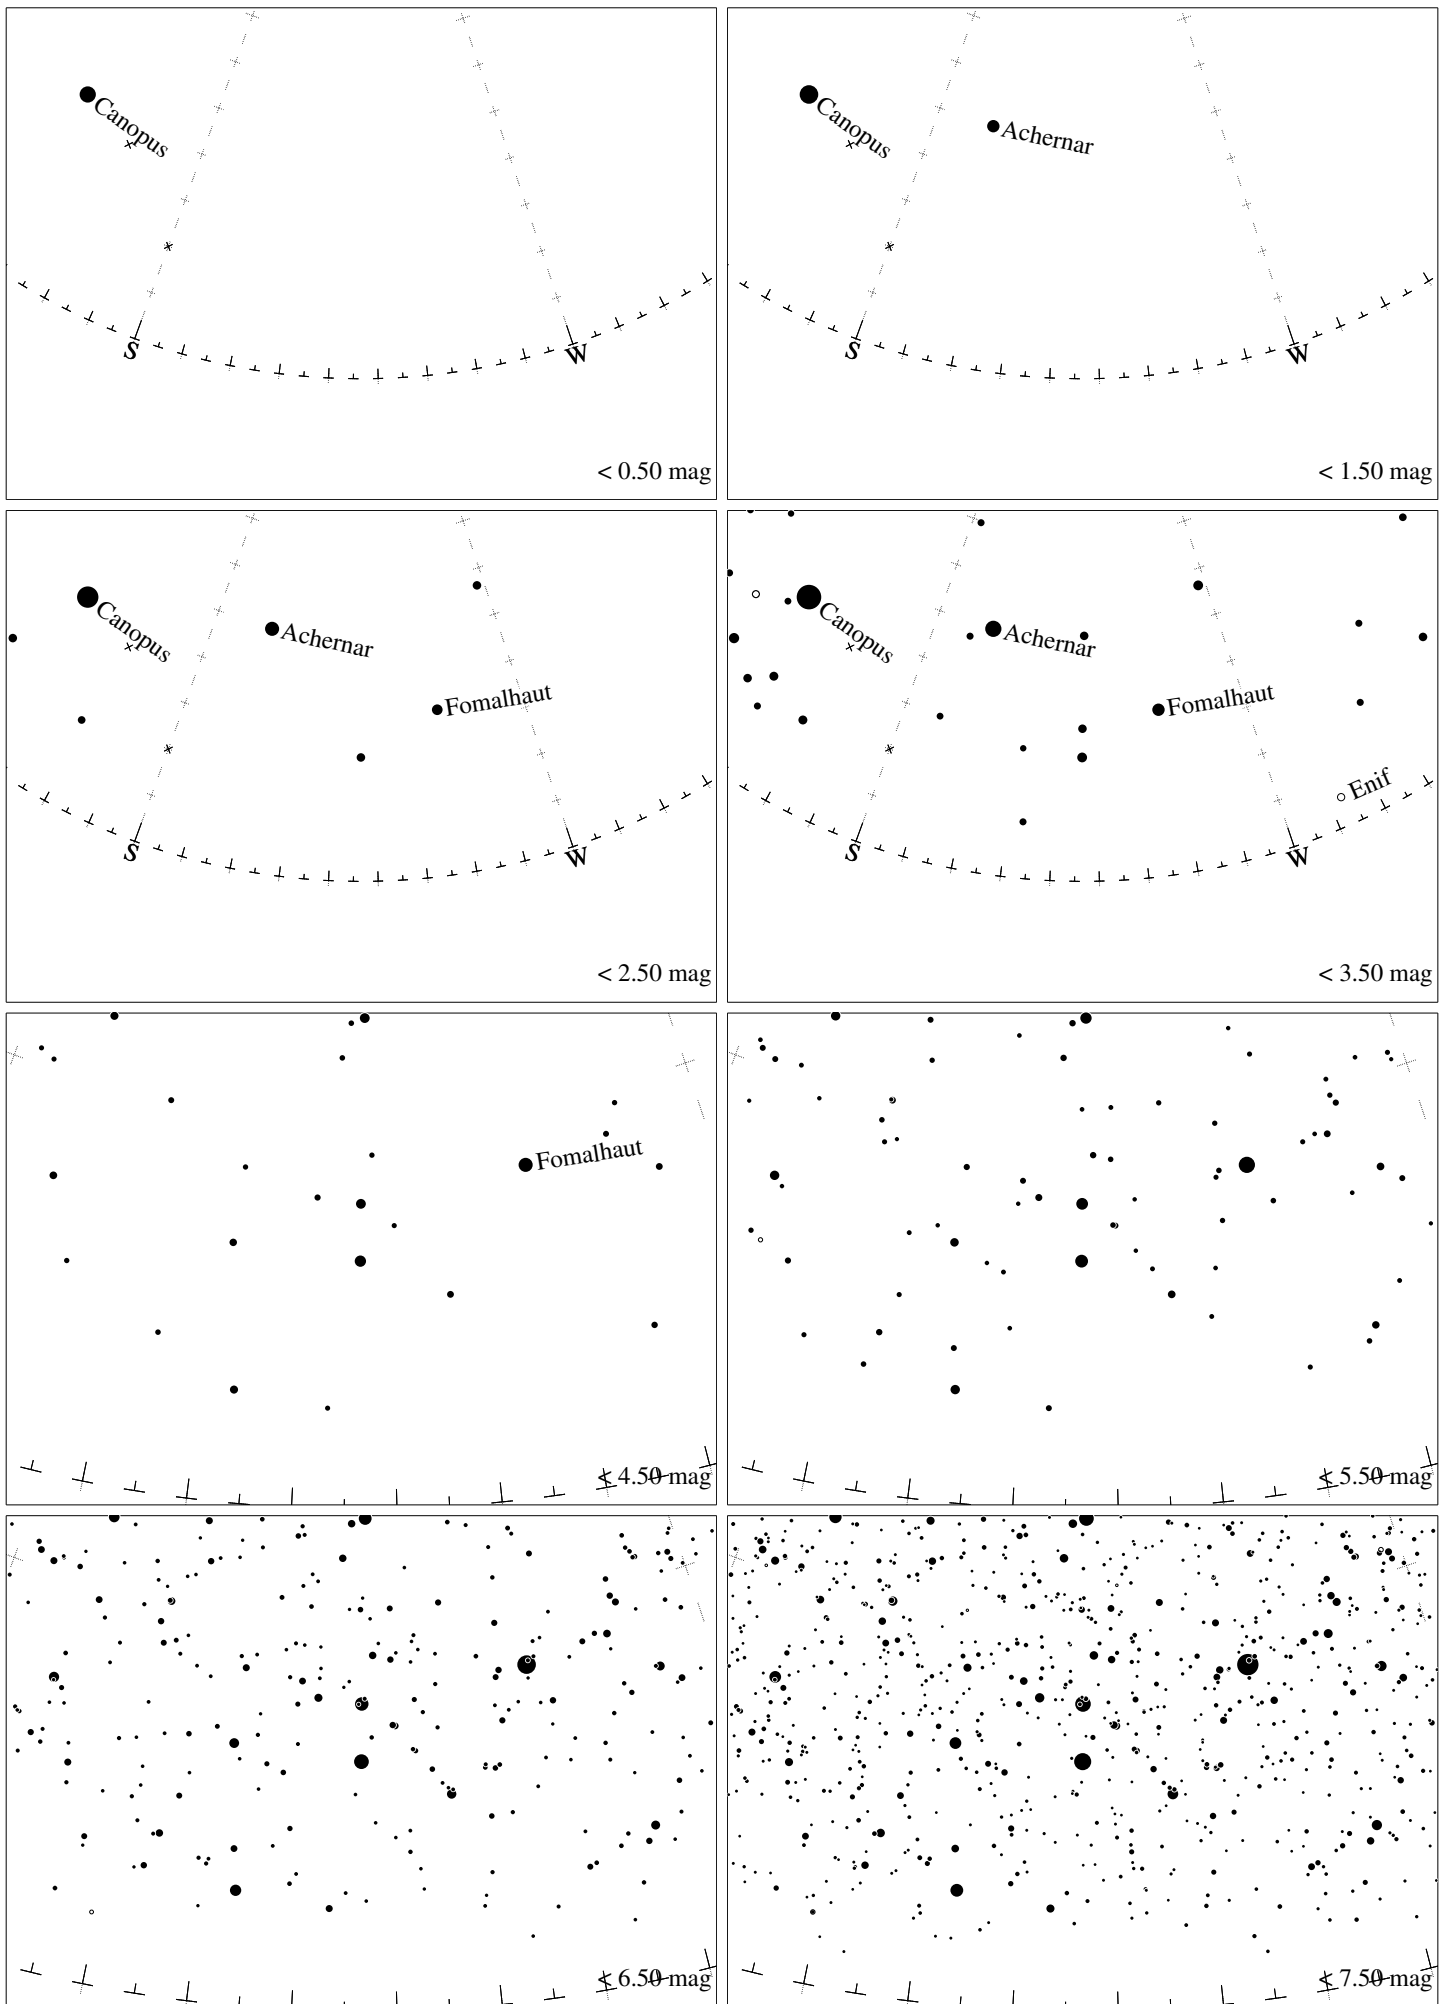 Canopus
S
W
< 0.50 mag
Canopus
Achernar
S
W
< 1.50 mag
Canopus
Achernar
Fomalhaut
S
W
< 2.50 mag
Canopus
Achernar
Fomalhaut
Enif
S
W
< 3.50 mag
Fomalhaut
< 4.50 mag
< 5.50 mag
< 6.50 mag
< 7.50 mag